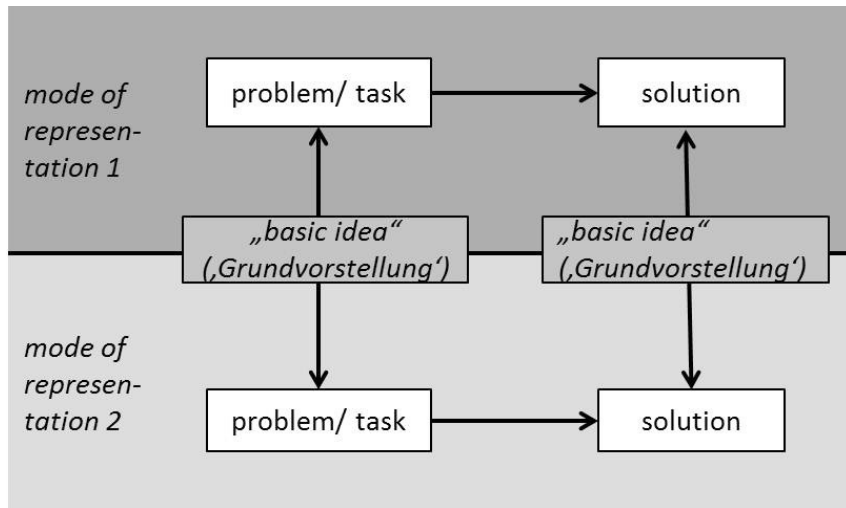 mode of
represen-
tation 1
problem/ task
solution
„basic idea“
(‚Grundvorstellung‘)
„basic idea“
(‚Grundvorstellung‘)
mode of
represen-
tation 2
problem/ task
solution